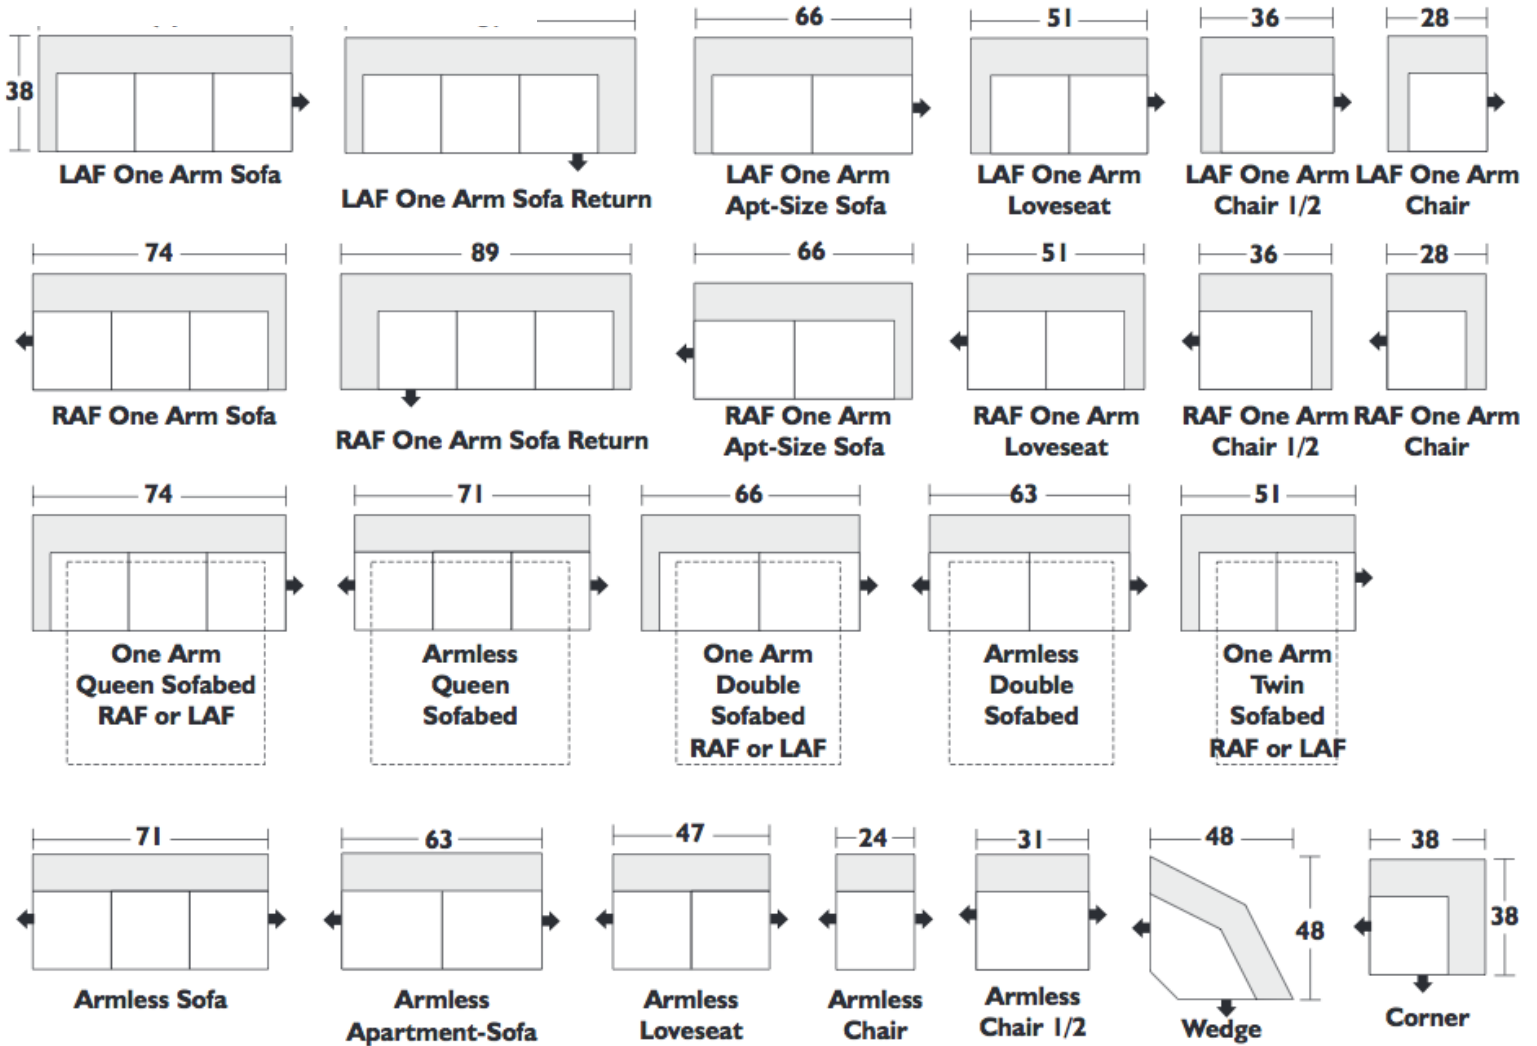 66 51 36 28
38
LAF One Arm Sofa
LAF One Arm Sofa Return
LAF One Arm
Apt-Size Sofa
LAF One Arm
Loveseat
LAF One Arm
Chair 1/2
LAF One Arm
Chair
74 89 66 51 36 28
RAF One Arm Sofa
RAF One Arm Sofa Return
RAF One Arm
Apt-Size Sofa
RAF One Arm
Loveseat
RAF One Arm
Chair 1/2
RAF One Arm
Chair
74 71 66 63 51
One Arm
Queen Sofabed
RAF or LAF
Armless
Queen
Sofabed
One Arm
Double
Sofabed
RAF or LAF
Armless
Double
Sofabed
One Arm
Twin
Sofabed
RAF or LAF
71 63 47 24 31 48 38
48
38
Armless Sofa
Armless
Apartment-Sofa
Armless
Loveseat
Armless
Chair
Armless
Chair 1/2
Wedge
Corner